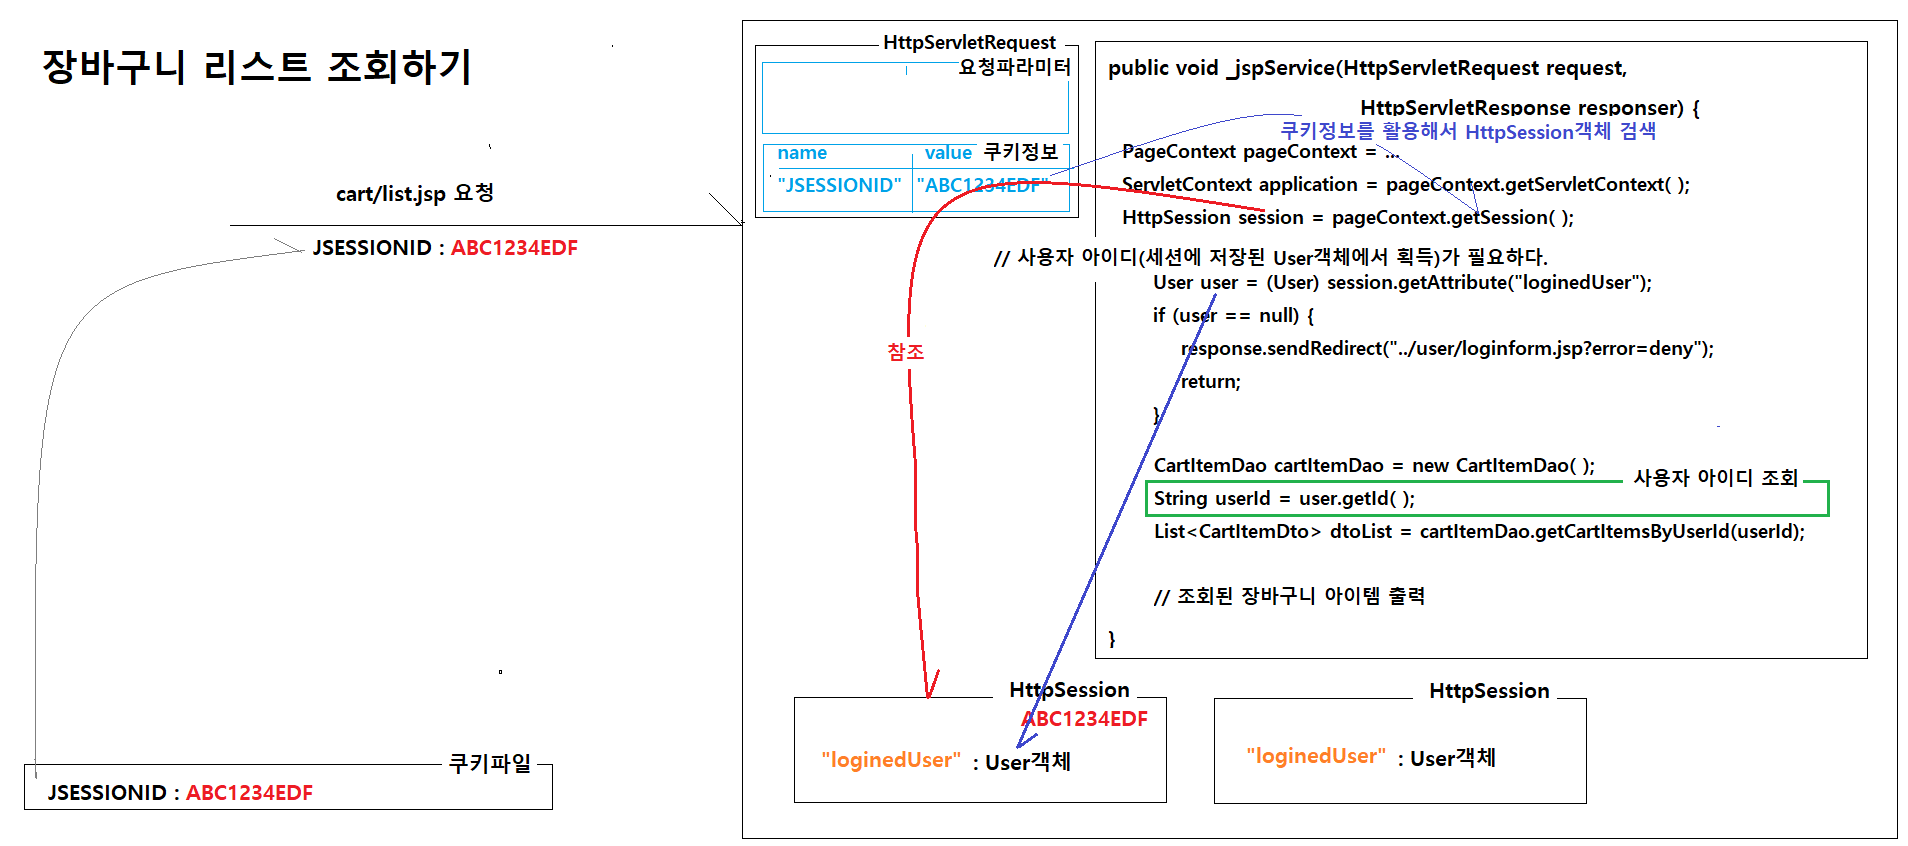 장바구니 리스트 조회하기
cart/list.jsp 요청
JSESSIONID : ABC1234EDF
쿠키파일
JSESSIONID : ABC1234EDF
HttpServletRequest
요청파라미터
name value 쿠키정보
"JSESSIONID" "ABC1234EDF"
public void _jspService(HttpServletRequest request,
HttpServletResponse responser) {
쿠키정보를 활용해서 HttpSession객체 검색
PageContext pageContext = ...
ServletContext application = pageContext.getServletContext( );
HttpSession session = pageContext.getSession( );
// 사용자 아이디(세션에 저장된 User객체에서 획득)가 필요하다.
User user = (User) session.getAttribute("loginedUser");
if (user == null) {
response.sendRedirect("../user/loginform.jsp?error=deny");
return;
}
참조
CartItemDao cartItemDao = new CartItemDao( );
사용자 아이디 조회
String userId = user.getId( );
List<CartItemDto> dtoList = cartItemDao.getCartItemsByUserId(userId);
// 조회된 장바구니 아이템 출력
}
HttpSession
ABC1234EDF
"loginedUser" : User객체
HttpSession
"loginedUser" : User객체